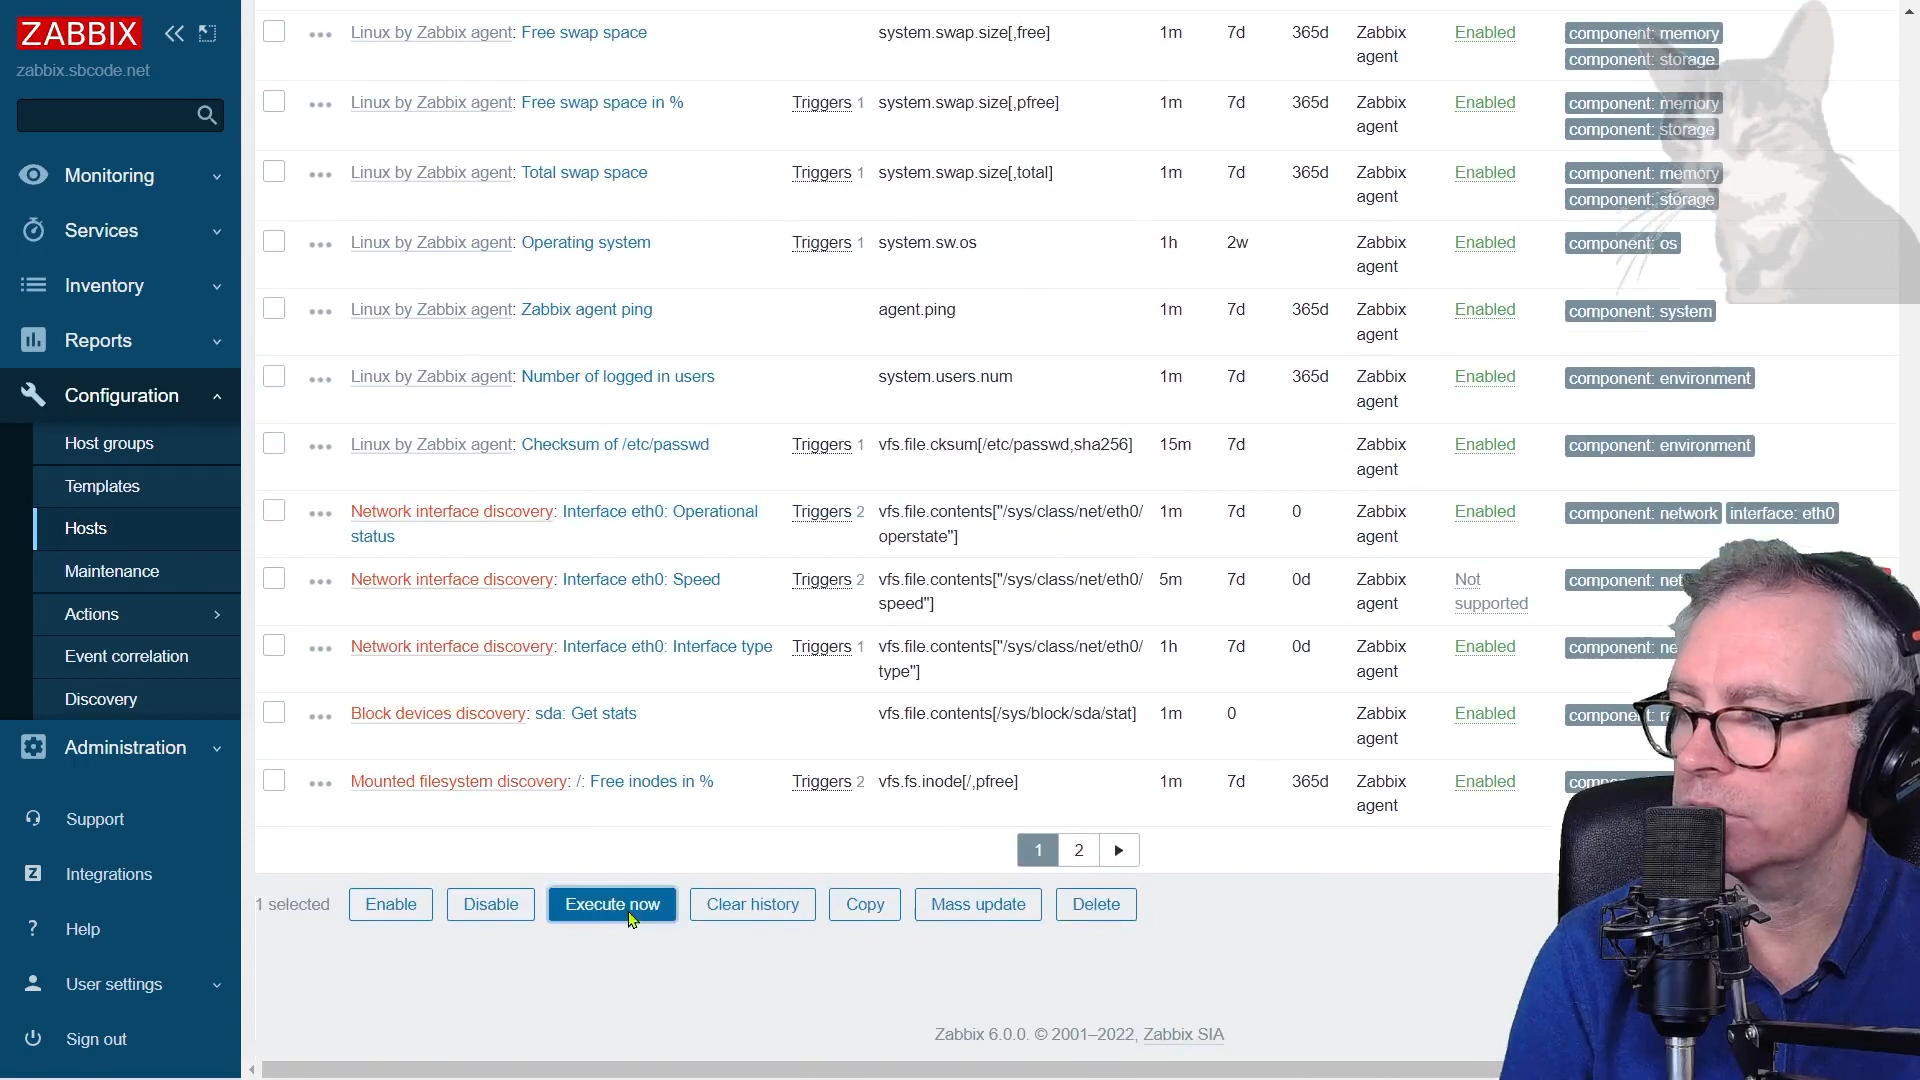 ZABBIX
zabbix.sbcode.net
Monitoring
Services
Inventory
Reports
Configuration
Host groups
Templates
Hosts
Maintenance
Actions
Event correlation
Discovery
Administration
Support
Integrations
Help
User settings
Sign out
Linux by Zabbix agent: Free swap space system.swap.size[,free] 1m 7d 365d Zabbix agent Enabled component: memory component: storage
Linux by Zabbix agent: Free swap space in % Triggers 1 system.swap.size[,pfree] 1m 7d 365d Zabbix agent Enabled component: memory component: storage
Linux by Zabbix agent: Total swap space Triggers 1 system.swap.size[,total] 1m 7d 365d Zabbix agent Enabled component: memory component: storage
Linux by Zabbix agent: Operating system Triggers 1 system.sw.os 1h 2w Zabbix agent Enabled component: os
Linux by Zabbix agent: Zabbix agent ping agent.ping 1m 7d 365d Zabbix agent Enabled component: system
Linux by Zabbix agent: Number of logged in users system.users.num 1m 7d 365d Zabbix agent Enabled component: environment
Linux by Zabbix agent: Checksum of /etc/passwd Triggers 1 vfs.file.cksum[/etc/passwd,sha256] 15m 7d Zabbix agent Enabled component: environment
Network interface discovery: Interface eth0: Operational status Triggers 2 vfs.file.contents["/sys/class/net/eth0/operstate"] 1m 7d 0 Zabbix agent Enabled component: network interface: eth0
Network interface discovery: Interface eth0: Speed Triggers 2 vfs.file.contents["/sys/class/net/eth0/speed"] 5m 7d 0d Zabbix agent Not supported component: net
Network interface discovery: Interface eth0: Interface type Triggers 1 vfs.file.contents["/sys/class/net/eth0/type"] 1h 7d 0d Zabbix agent Enabled component: ne
Block devices discovery: sda: Get stats vfs.file.contents[/sys/block/sda/stat] 1m 0 Zabbix agent Enabled
Mounted filesystem discovery: /: Free inodes in % Triggers 2 vfs.fs.inode[/,pfree] 1m 7d 365d Zabbix agent Enabled
1 2
1 selected Enable Disable Execute now Clear history Copy Mass update Delete
Zabbix 6.0.0. © 2001–2022, Zabbix SIA